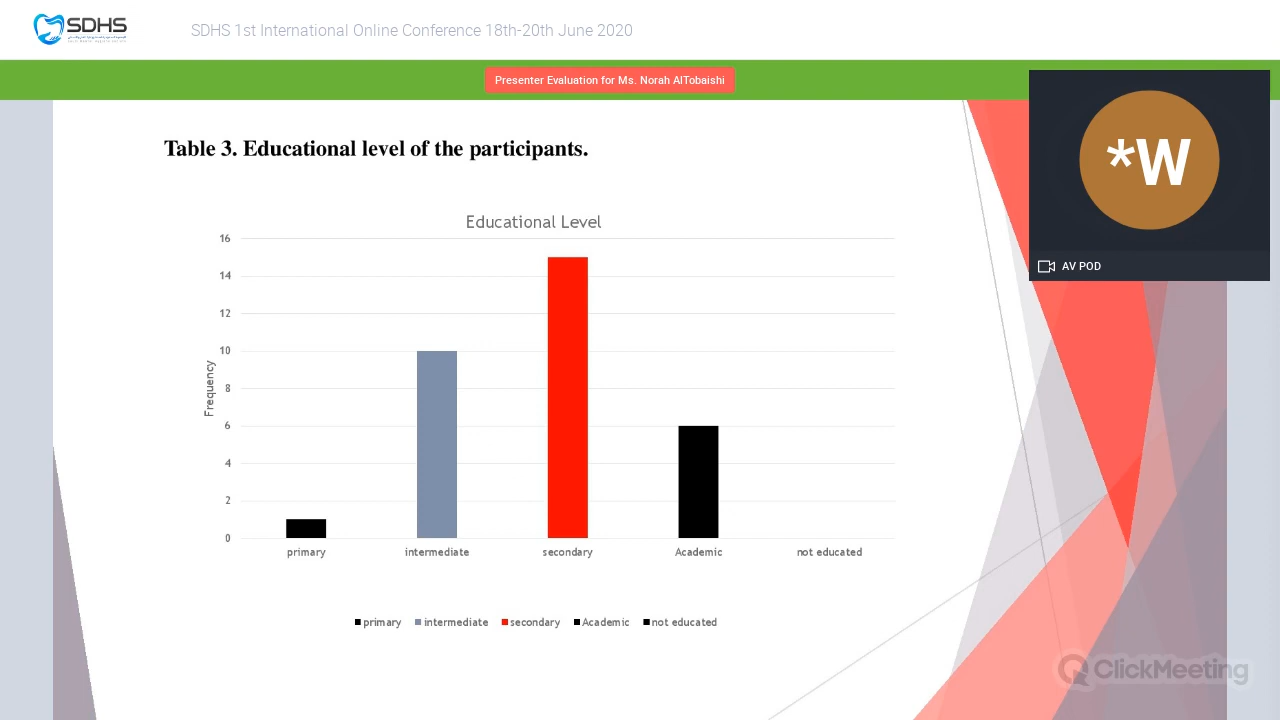 SDHS
SDHS 1st International Online Conference 18th-20th June 2020
Presenter Evaluation for Ms. Norah AlTobaishi
*W
AV POD
Table 3. Educational level of the participants.
Educational Level
16
14
12
10
8
6
4
2
0
Frequency
primary intermediate secondary Academic not educated
primary intermediate secondary Academic not educated
ClickMeeting